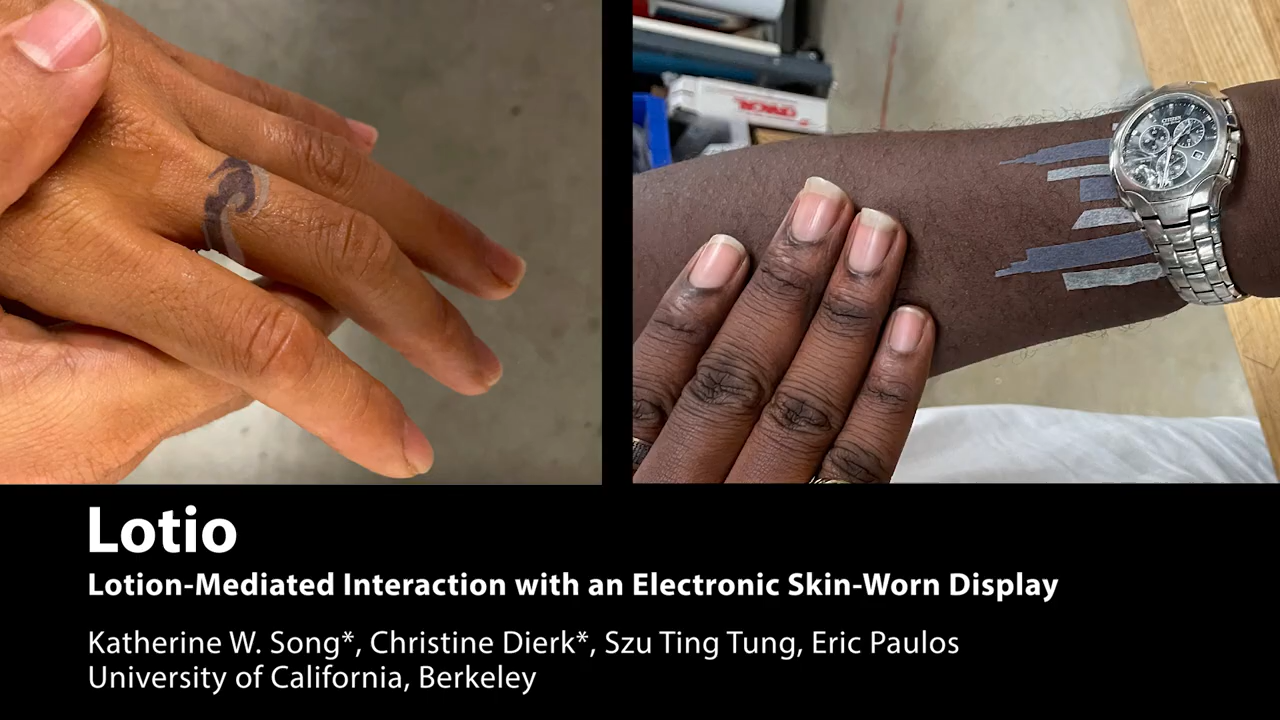 CITIZEN
Lotio
Lotion-Mediated Interaction with an Electronic Skin-Worn Display
Katherine W. Song*, Christine Dierk*, Szu Ting Tung, Eric Paulos
University of California, Berkeley